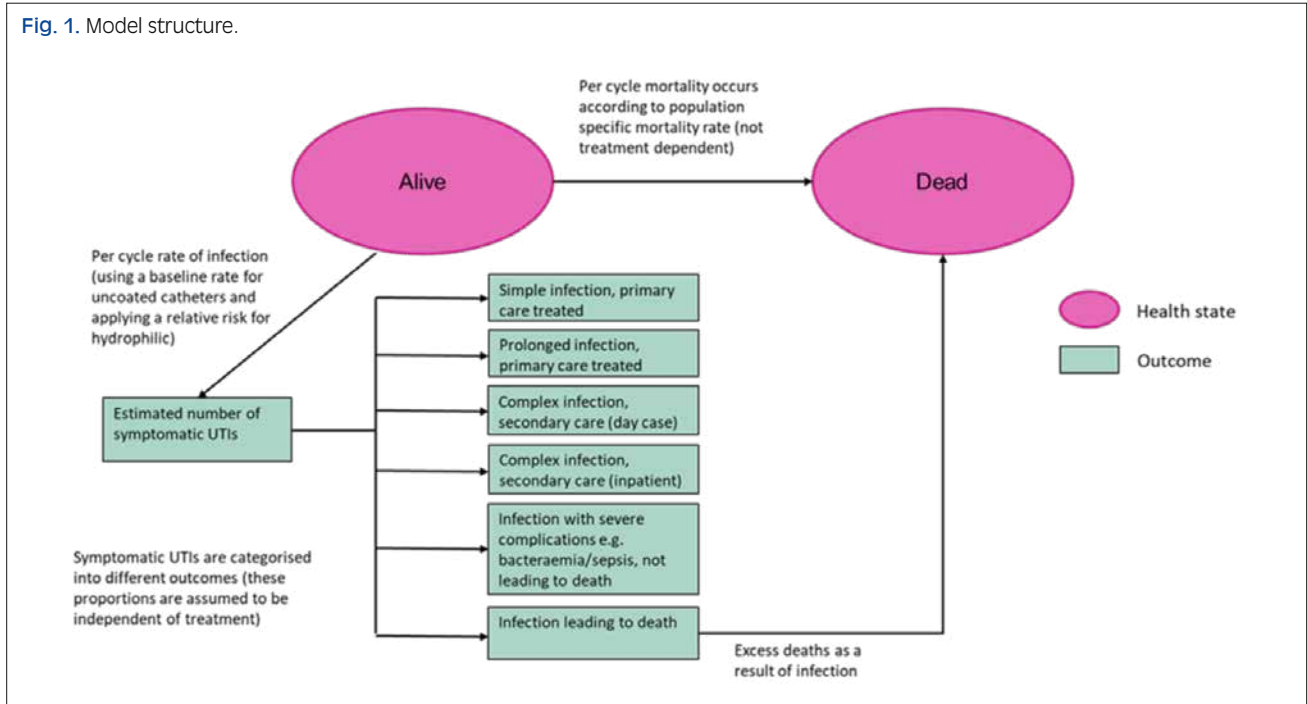 Fig. 1. Model structure.
Per cycle mortality occurs
according to population
specific mortality rate (not
treatment dependent)
Alive
Dead
Per cycle rate of infection
(using a baseline rate for
uncoated catheters and
applying a relative risk for
hydrophilic)
Simple infection, primary
care treated
Prolonged infection,
primary care treated
Complex infection,
secondary care (day case)
Complex infection,
secondary care (inpatient)
Infection with severe
complications e.g.
bacteraemia/sepsis, not
leading to death
Infection leading to death
Health state
Outcome
Estimated number of
symptomatic UTIs
Symptomatic UTIs are categorised
into different outcomes (these
proportions are assumed to be
independent of treatment)
Excess deaths as a
result of infection